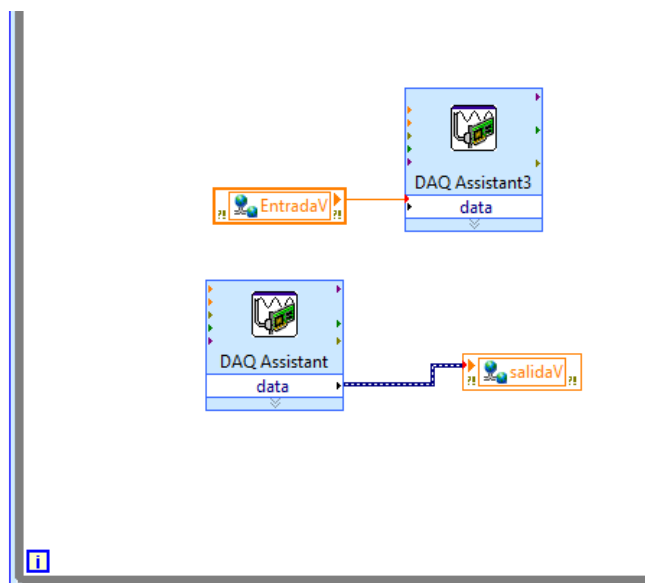 DAQ Assistant3
data
?! EntradaV ?!
DAQ Assistant
data
?! salidaV ?!
i